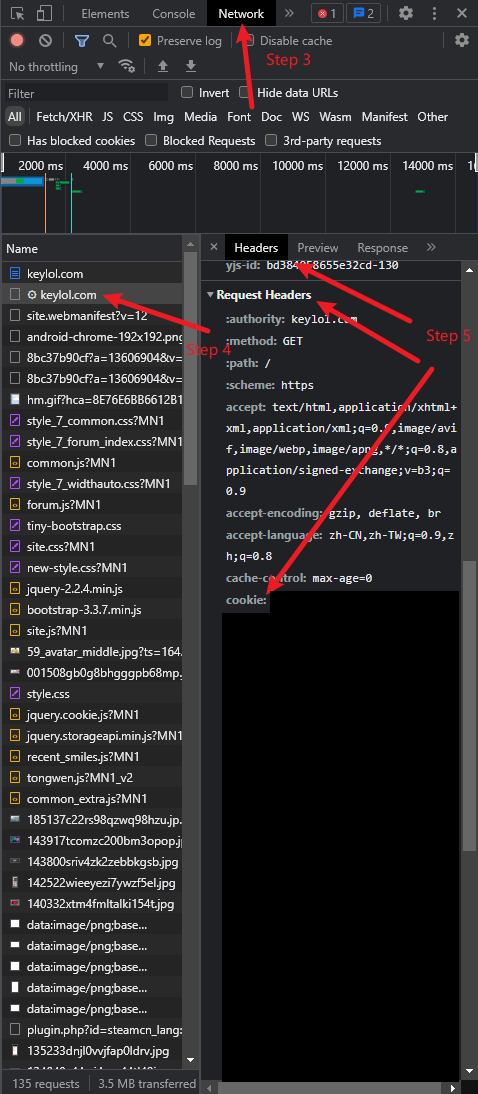 Elements Console Network 1 2
Preserve log Disable cache
No throttling
Step 3
Filter Invert Hide data URLs
All Fetch/XHR JS CSS Img Media Font Doc WS Wasm Manifest Other
Has blocked cookies Blocked Requests 3rd-party requests
2000 ms 4000 ms 6000 ms 8000 ms 10000 ms 12000 ms 14000 ms
Name
keylol.com
keylol.com
site.webmanifest?v=12
android-chrome-192x192.png
8bc37b90cf?a=13606904&v=
8bc37b90cf?a=13606904&v=
hm.gif?hca=8E76E6BB6612B1
style_7_common.css?MN1
style_7_forum_index.css?MN1
common.js?MN1
style_7_widthauto.css?MN1
forum.js?MN1
tiny-bootstrap.css
site.css?MN1
new-style.css?MN1
jquery-2.2.4.min.js
bootstrap-3.3.7.min.js
site.js?MN1
59_avatar_middle.jpg?ts=164...
001508gb0g8bhgggpb68mp...
style.css
jquery.cookie.js?MN1
jquery.storageapi.min.js?MN1
recent_smiles.js?MN1
tongwen.js?MN1_v2
common_extra.js?MN1
185137c22rs98qzwq98hzu.jp...
143917tcomzc200bm3opop.j...
143800sriv4zk2zebbkgsb.jpg
142522wieeyezi7ywzf5el.jpg
140332xtm4fmltalki154t.jpg
data:image/png;base...
data:image/png;base...
data:image/png;base...
data:image/png;base...
data:image/png;base...
plugin.php?id=steamcn_lang:
135233dnjl0vvjfap0ldrv.jpg
135 requests 3.5 MB transferred
Step 4
Headers Preview Response
yjs-id:
Request Headers
Step 5
:authority: keylol.com
:method: GET
:path: /
:scheme: https
accept: text/html,application/xhtml+
xml,application/xml;q=0.9,image/avi
f,image/webp,image/apng,*/*;q=0.8,a
pplication/signed-exchange;v=b3;q=
0.9
accept-encoding: gzip, deflate, br
accept-language: zh-CN,zh-TW;q=0.9,z
h;q=0.8
cache-control: max-age=0
cookie: